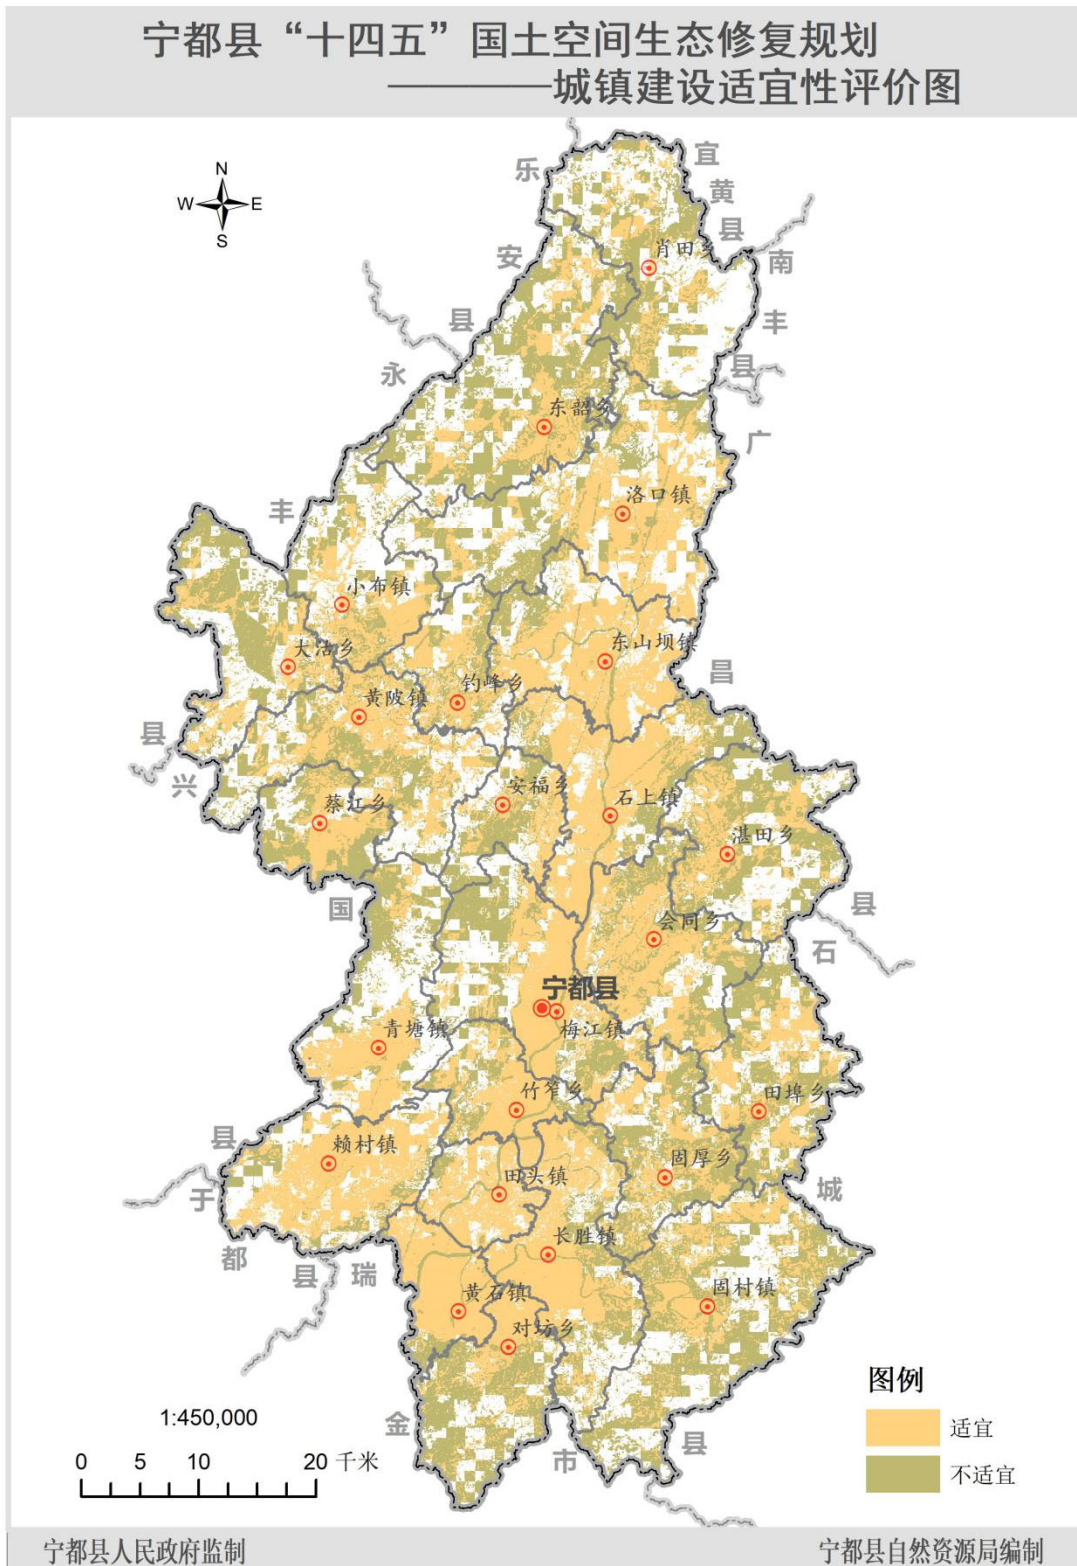 宁都县“十四五”国土空间生态修复规划
————城镇建设适宜性评价图
N
W
E
S
乐
安
县
宜
黄
县
南
丰
县
永
丰
县
广
昌
县
兴
国
县
石
城
县
于
都
县
瑞
金
市
肖田乡
东韶乡
洛口镇
小布镇
大沽乡
东山坝镇
黄陂镇
钓峰乡
安福乡
石上镇
蔡江乡
湛田乡
会同乡
宁都县
梅江镇
青塘镇
竹笮乡
田埠乡
赖村镇
田头镇
固厚乡
长胜镇
黄石镇
固村镇
对坊乡
1:450,000
0 5 10 20 千米
图例
适宜
不适宜
宁都县人民政府监制
宁都县自然资源局编制